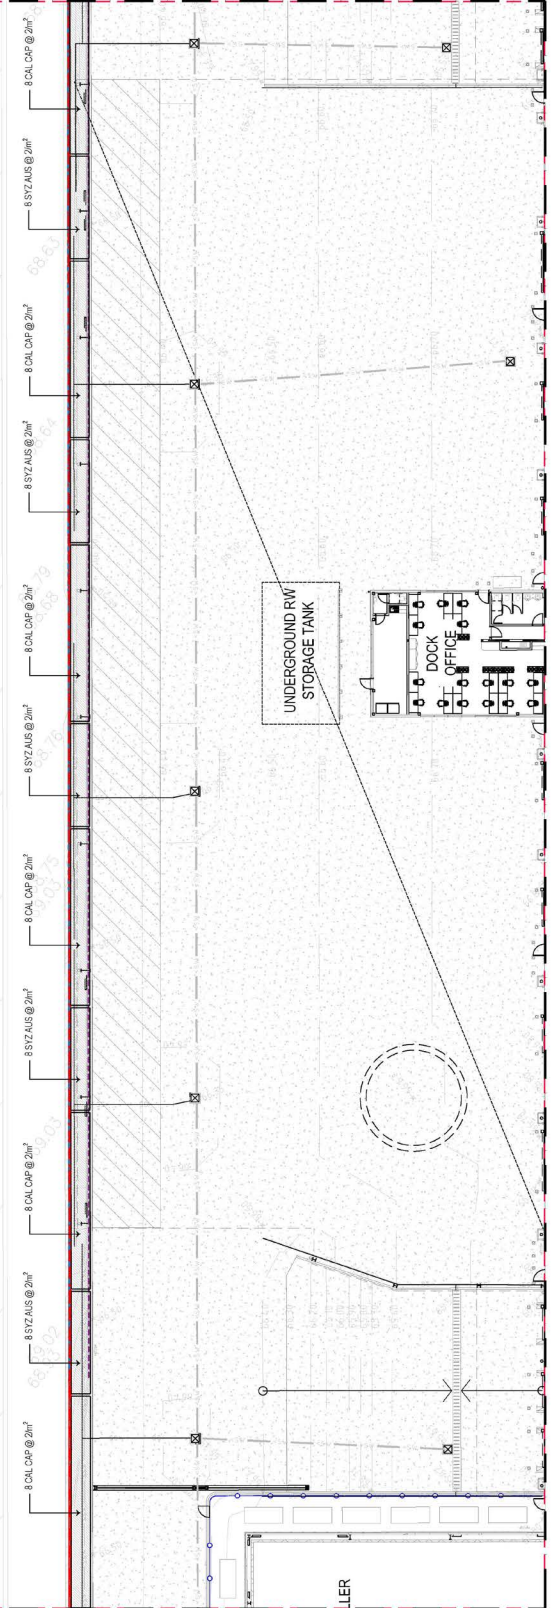 8 CAL CAP @ 2/m²
8 SYZ AUS @ 2/m²
8 CAL CAP @ 2/m²
8 SYZ AUS @ 2/m²
8 CAL CAP @ 2/m²
8 SYZ AUS @ 2/m²
8 CAL CAP @ 2/m²
8 SYZ AUS @ 2/m²
8 CAL CAP @ 2/m²
8 SYZ AUS @ 2/m²
8 CAL CAP @ 2/m²
68.63
UNDERGROUND RW
STORAGE TANK
DOCK
OFFICE
LER